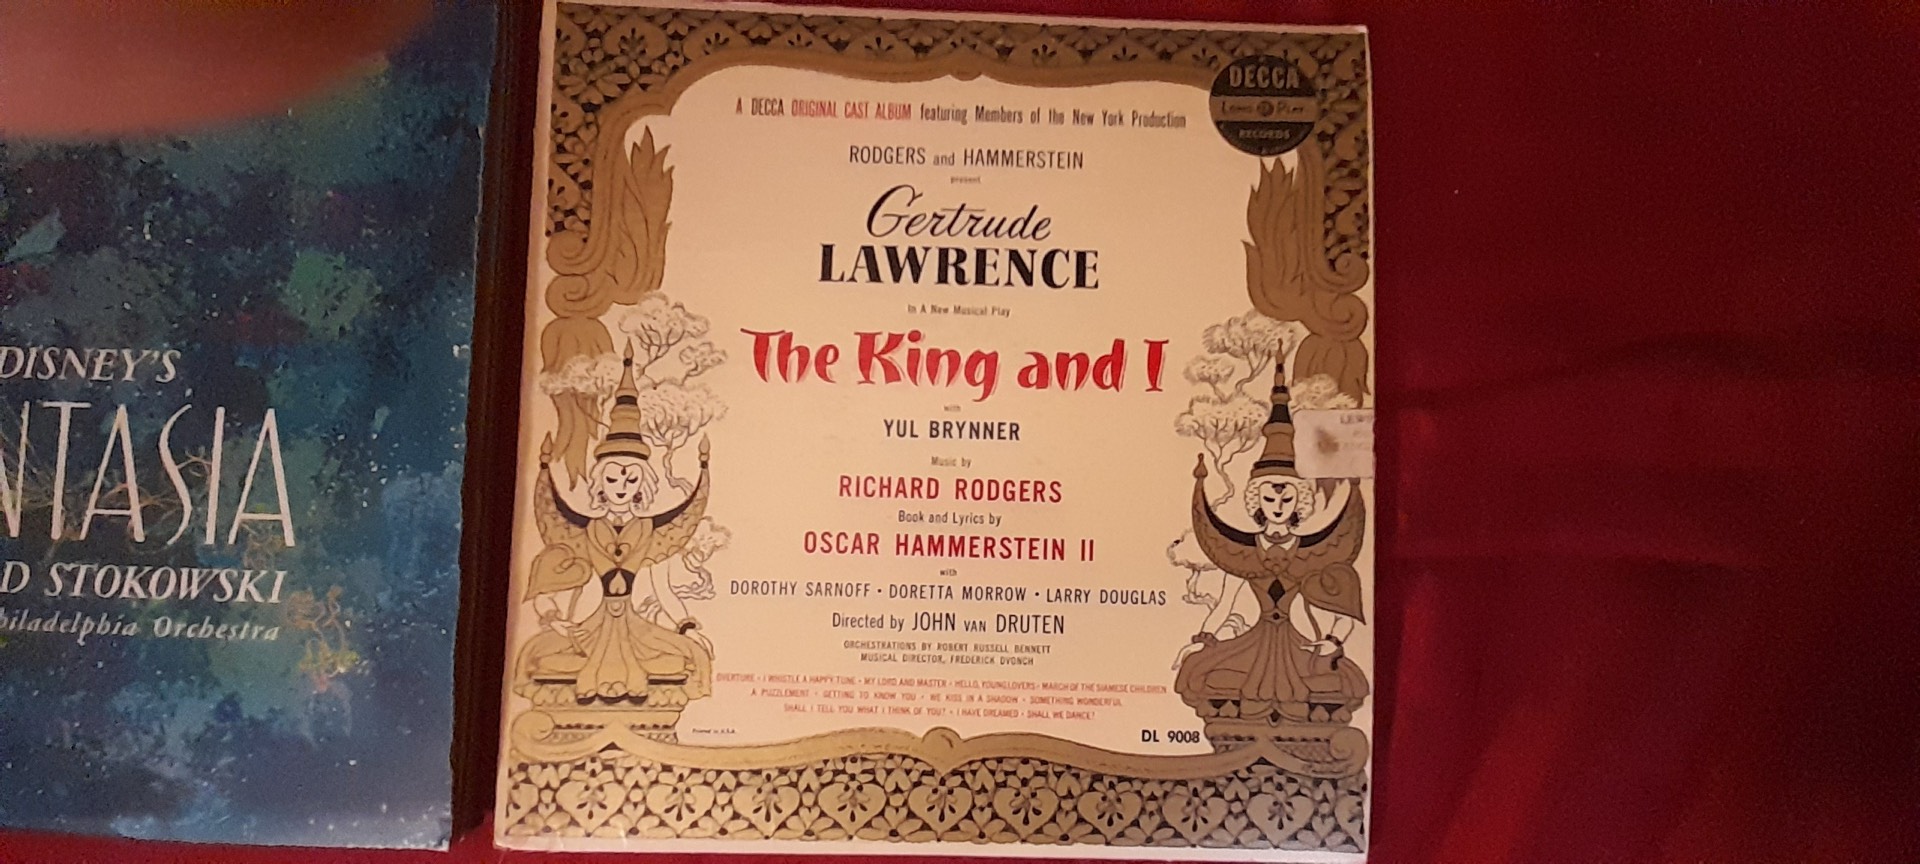 DISNEY'S
NTASIA
D STOKOWSKI
hiladelphia Orchestra
DECCA
LONG PLAY
RECORDS
A DECCA ORIGINAL CAST ALBUM featuring Members of the New York Production
RODGERS and HAMMERSTEIN
present
Gertrude
LAWRENCE
In A New Musical Play
The King and I
with
YUL BRYNNER
Music by
RICHARD RODGERS
Book and Lyrics by
OSCAR HAMMERSTEIN II
with
DOROTHY SARNOFF • DORETTA MORROW • LARRY DOUGLAS
Directed by JOHN VAN DRUTEN
ORCHESTRATIONS BY ROBERT RUSSELL BENNETT
MUSICAL DIRECTOR, FREDERICK DVONCH
OVERTURE • I WHISTLE A HAPPY TUNE • MY LORD AND MASTER • HELLO, YOUNG LOVERS • MARCH OF THE SIAMESE CHILDREN
A PUZZLEMENT • GETTING TO KNOW YOU • WE KISS IN A SHADOW • SOMETHING WONDERFUL
SHALL I TELL YOU WHAT I THINK OF YOU? • I HAVE DREAMED • SHALL WE DANCE?
Printed in U.S.A.
DL 9008